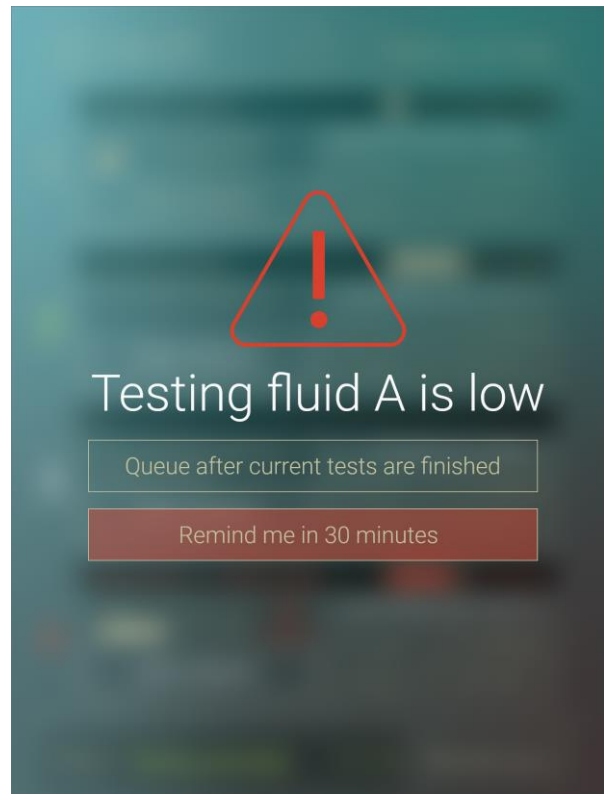 Testing fluid A is low
Queue after current tests are finished
Remind me in 30 minutes